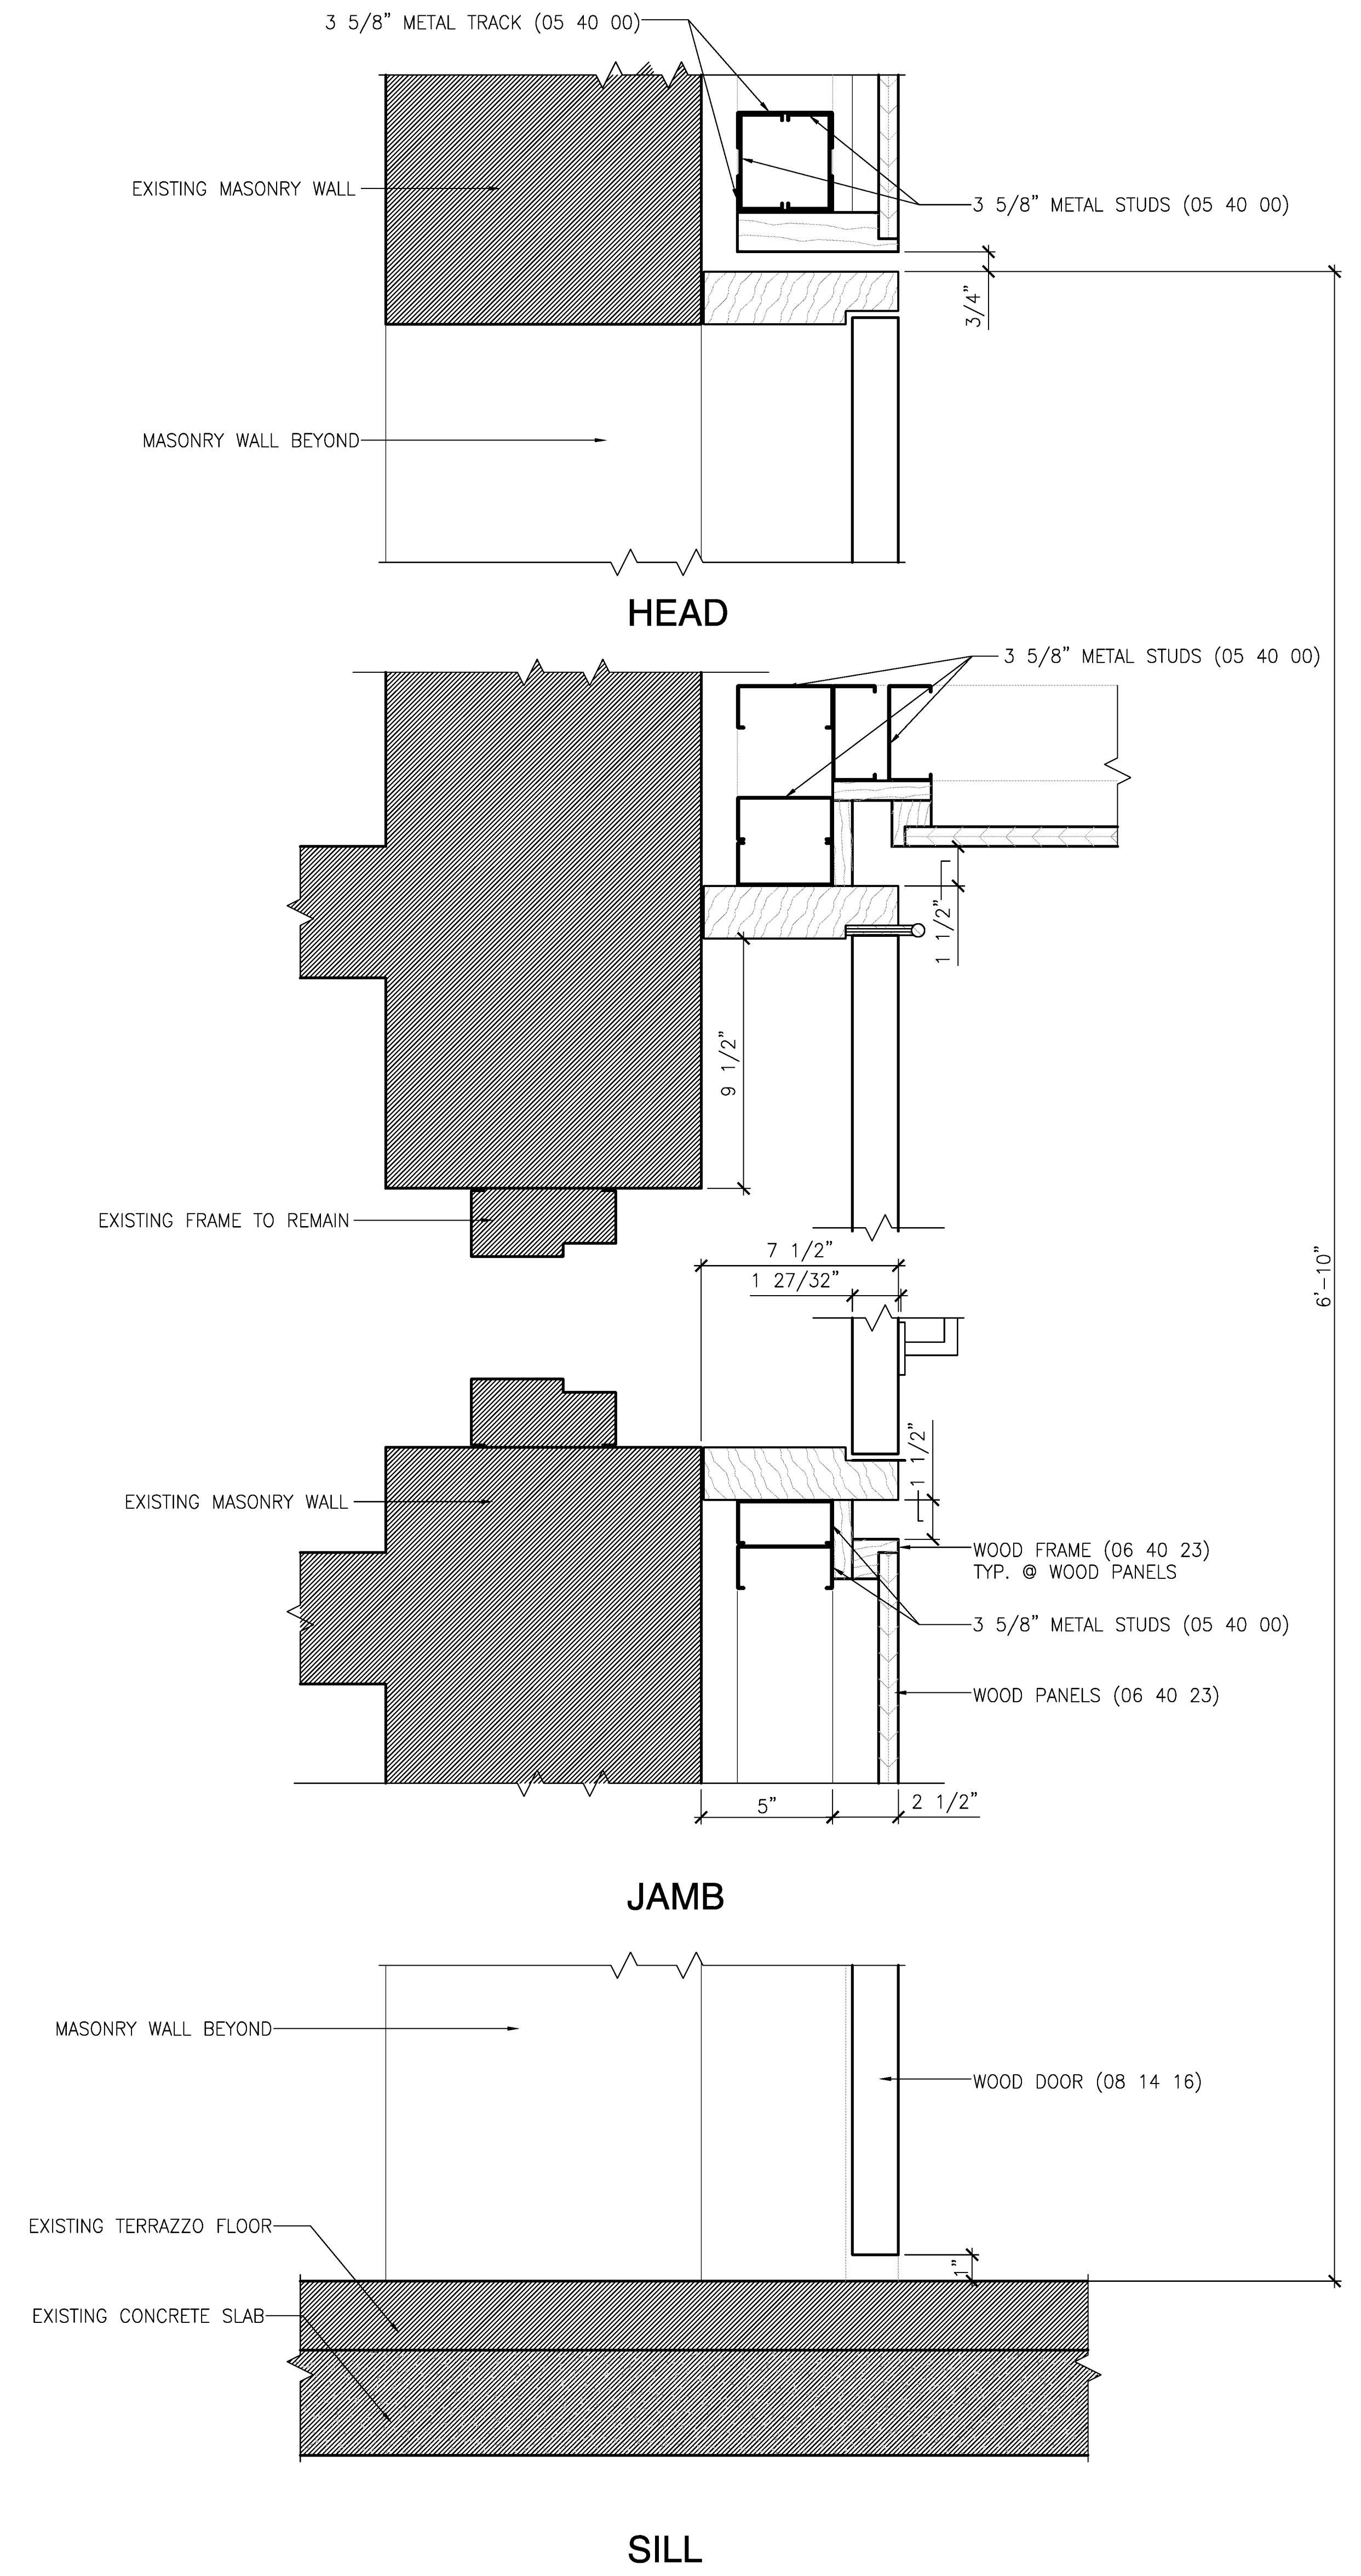 3 5/8" METAL TRACK (05 40 00)
EXISTING MASONRY WALL
3 5/8" METAL STUDS (05 40 00)
3/4"
MASONRY WALL BEYOND
HEAD
3 5/8" METAL STUDS (05 40 00)
1 1/2"
9 1/2"
EXISTING FRAME TO REMAIN
7 1/2"
1 27/32"
6'-10"
1 1/2"
EXISTING MASONRY WALL
WOOD FRAME (06 40 23)
TYP. @ WOOD PANELS
3 5/8" METAL STUDS (05 40 00)
WOOD PANELS (06 40 23)
5"
2 1/2"
JAMB
MASONRY WALL BEYOND
WOOD DOOR (08 14 16)
EXISTING TERRAZZO FLOOR
1"
EXISTING CONCRETE SLAB
SILL